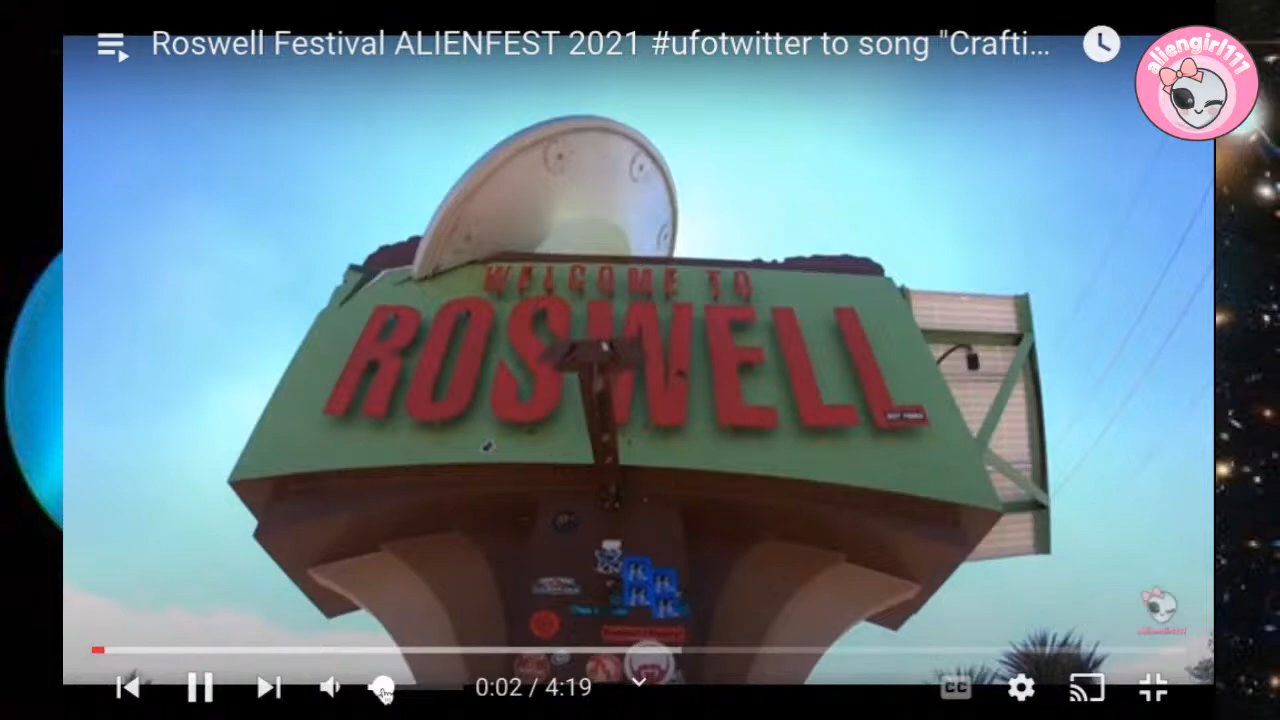 Roswell Festival ALIENFEST 2021 #ufotwitter to song "Crafti...
aliengirl111
WELCOME TO
ROSWELL
0:02 / 4:19
CC